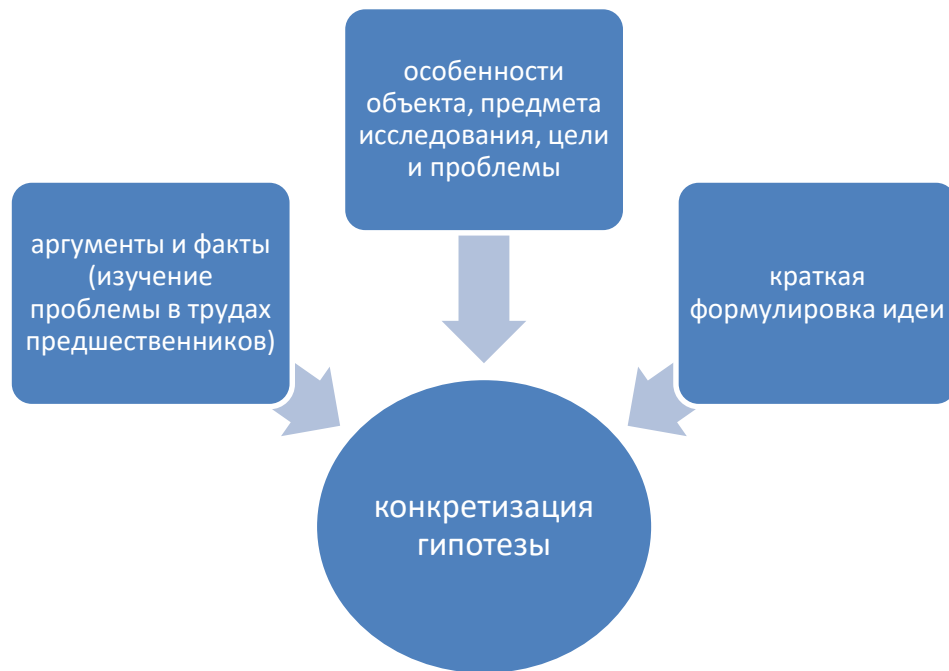 особенности
объекта, предмета
исследования, цели
и проблемы
аргументы и факты
(изучение
проблемы в трудах
предшественников)
краткая
формулировка идеи
конкретизация
гипотезы